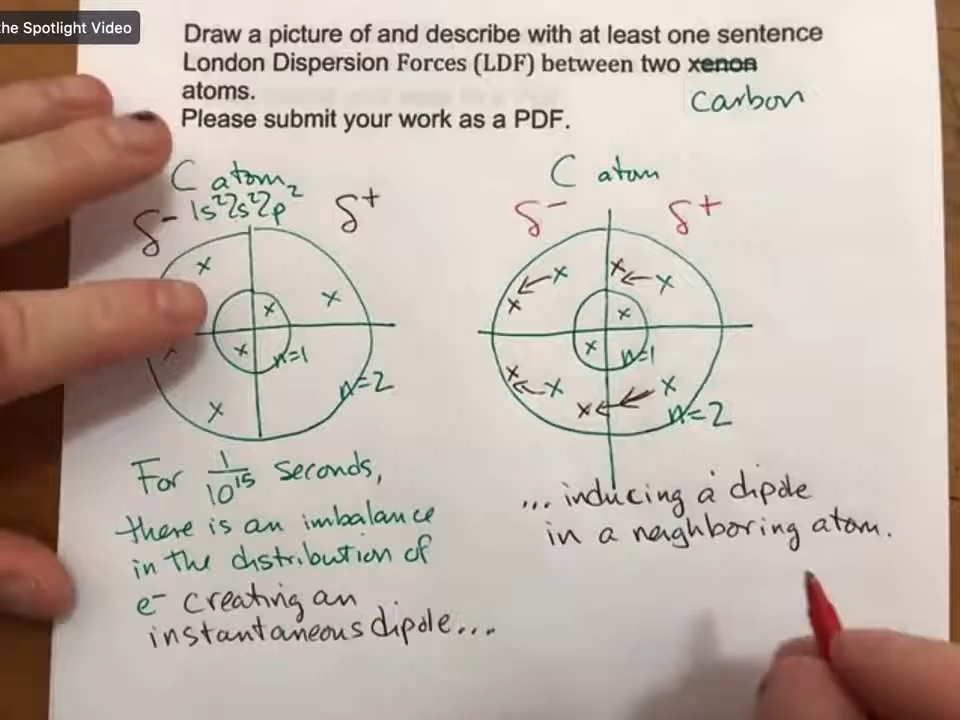 the Spotlight Video
Draw a picture of and describe with at least one sentence
London Dispersion Forces (LDF) between two xenon
carbon
atoms.
Please submit your work as a PDF.
C atom
1s²2s²2p²
δ- δ+
x x
x
x n=1
x n=2
x
C atom
δ- δ+
x x x
x x
x
x n=1
x x x
x n=2
For 1/10¹⁵ seconds,
there is an imbalance
in the distribution of
e- creating an
instantaneous dipole...
... inducing a dipole
in a neighboring atom.